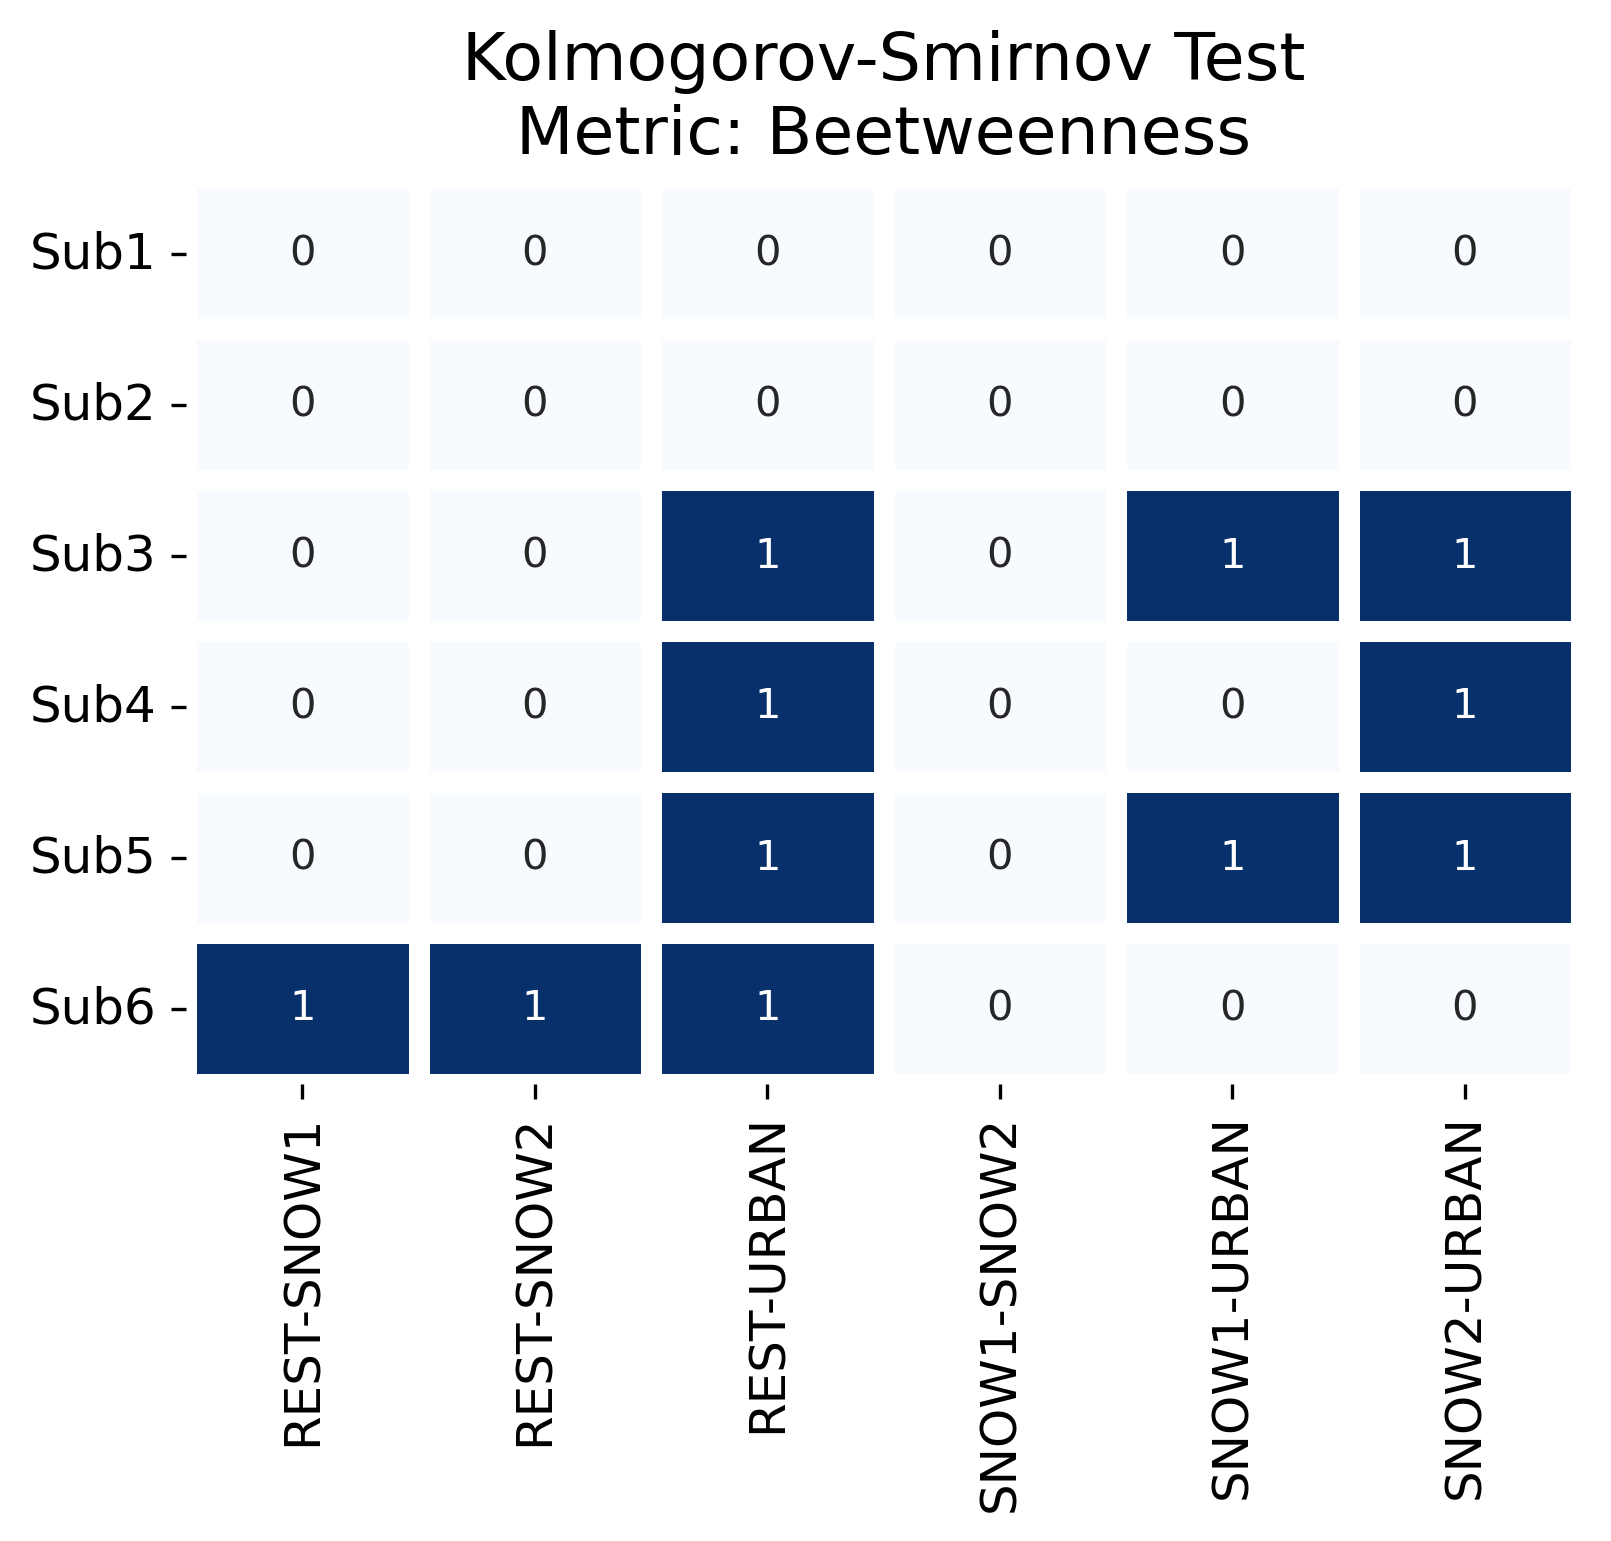 Kolmogorov-Smirnov Test
Metric: Beetweenness
Sub1 0 0 0 0 0 0
Sub2 0 0 0 0 0 0
Sub3 0 0 1 0 1 1
Sub4 0 0 1 0 0 1
Sub5 0 0 1 0 1 1
Sub6 1 1 1 0 0 0
REST-SNOW1
REST-SNOW2
REST-URBAN
SNOW1-SNOW2
SNOW1-URBAN
SNOW2-URBAN